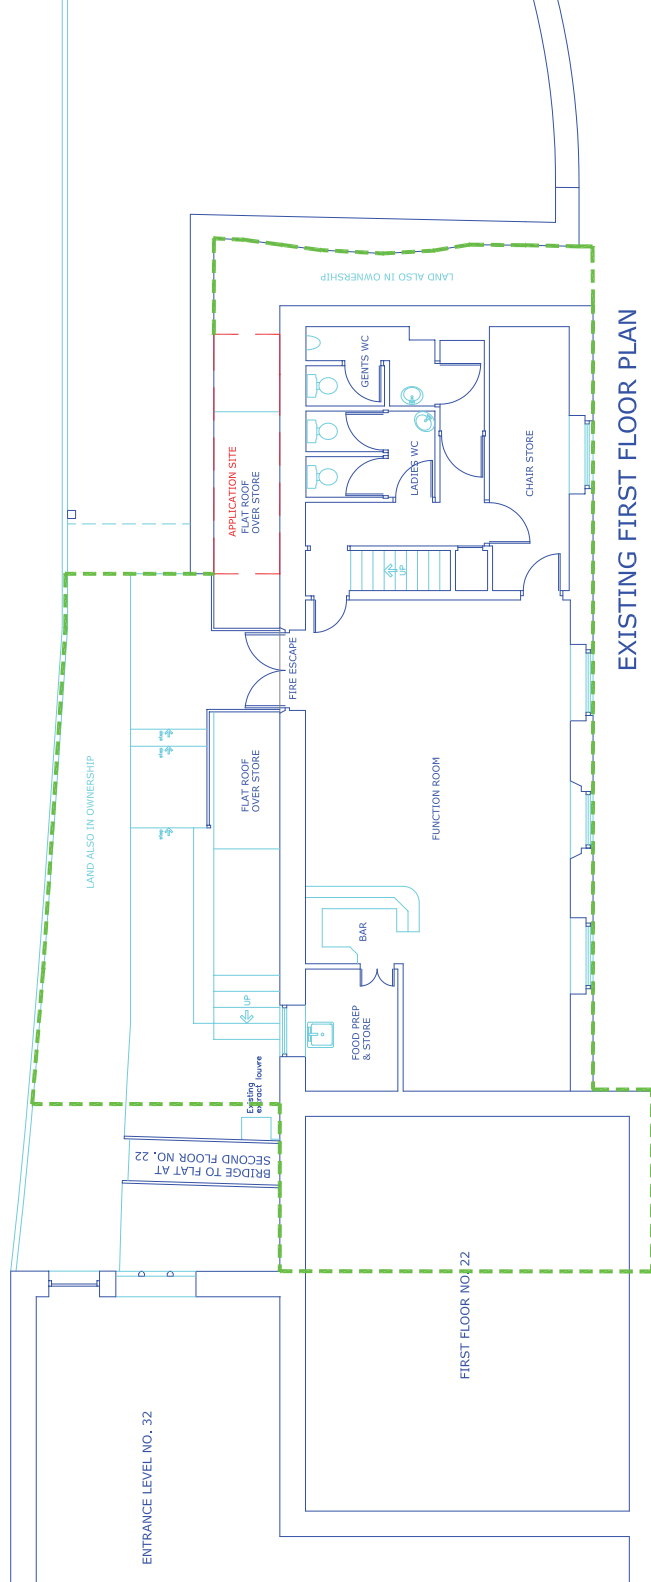 LAND ALSO IN OWNERSHIP
GENTS WC
LADIES WC
CHAIR STORE
APPLICATION SITE
FLAT ROOF
OVER STORE
UP
FIRE ESCAPE
EXISTING FIRST FLOOR PLAN
LAND ALSO IN OWNERSHIP
step
step
step
FLAT ROOF
OVER STORE
FUNCTION ROOM
BAR
UP
FOOD PREP
& STORE
Existing
extract louvre
BRIDGE TO FLAT AT
SECOND FLOOR NO. 22
FIRST FLOOR NO. 22
ENTRANCE LEVEL NO. 32